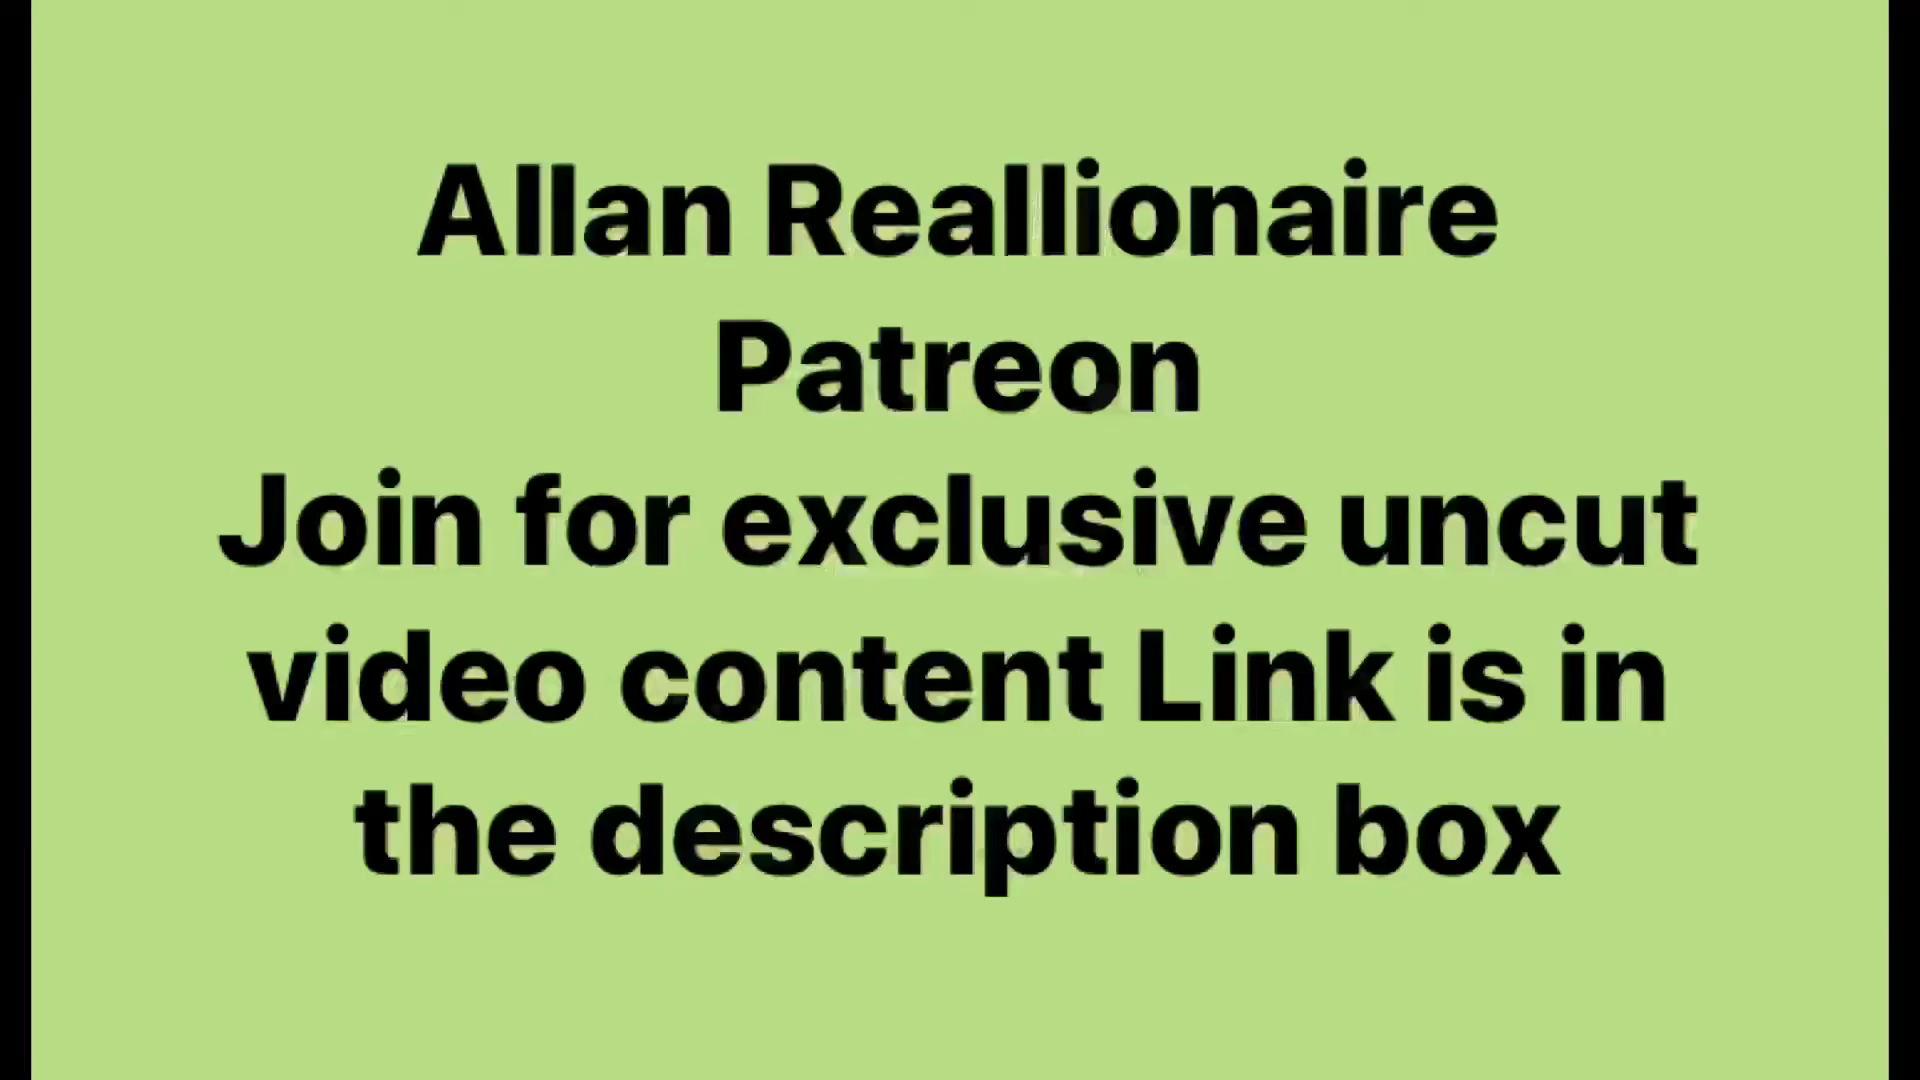 Allan Reallionaire
Patreon
Join for exclusive uncut
video content Link is in
the description box